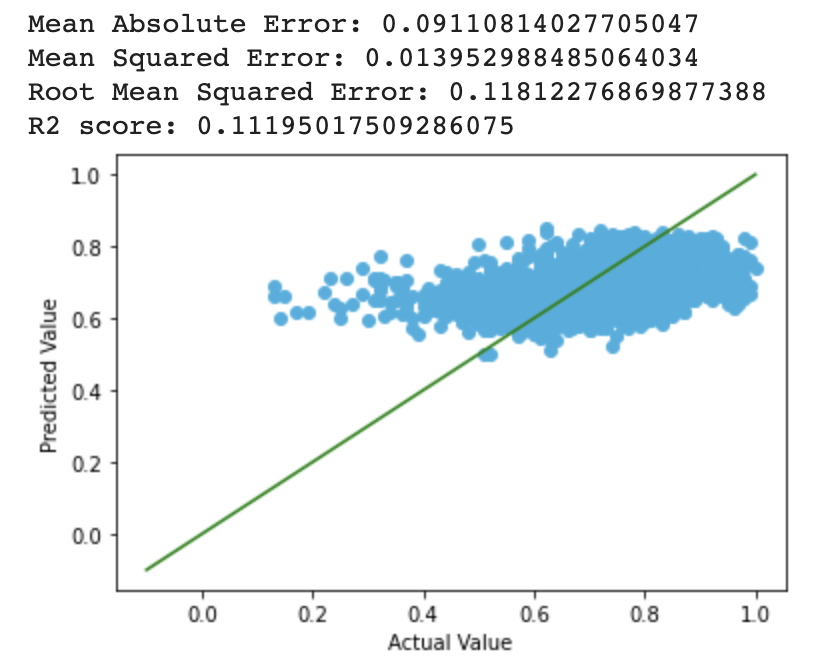 Mean Absolute Error: 0.09110814027705047
Mean Squared Error: 0.013952988485064034
Root Mean Squared Error: 0.11812276869877388
R2 score: 0.11195017509286075
1.0
0.8
0.6
0.4
0.2
0.0
Predicted Value
0.0 0.2 0.4 0.6 0.8 1.0
Actual Value